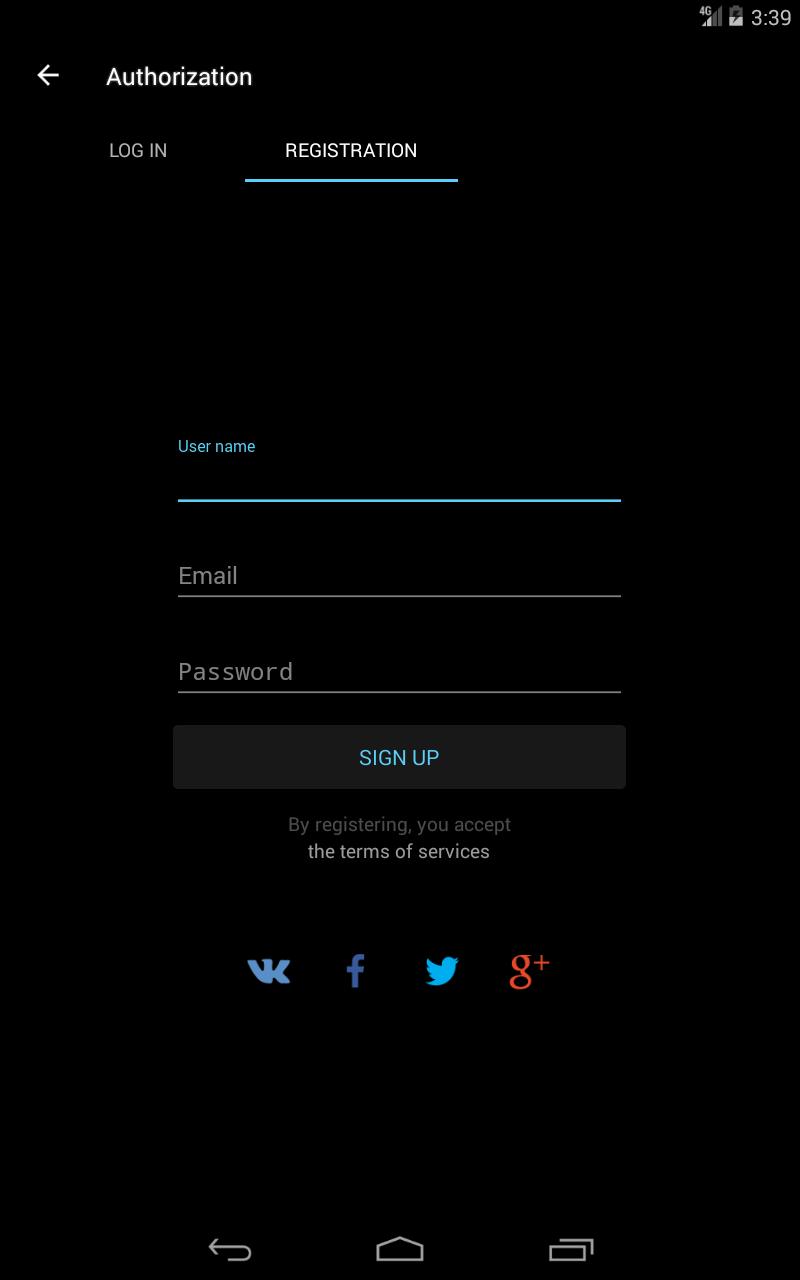 4G 3:39
Authorization
LOG IN REGISTRATION
User name
Email
Password
SIGN UP
By registering, you accept
the terms of services
g+